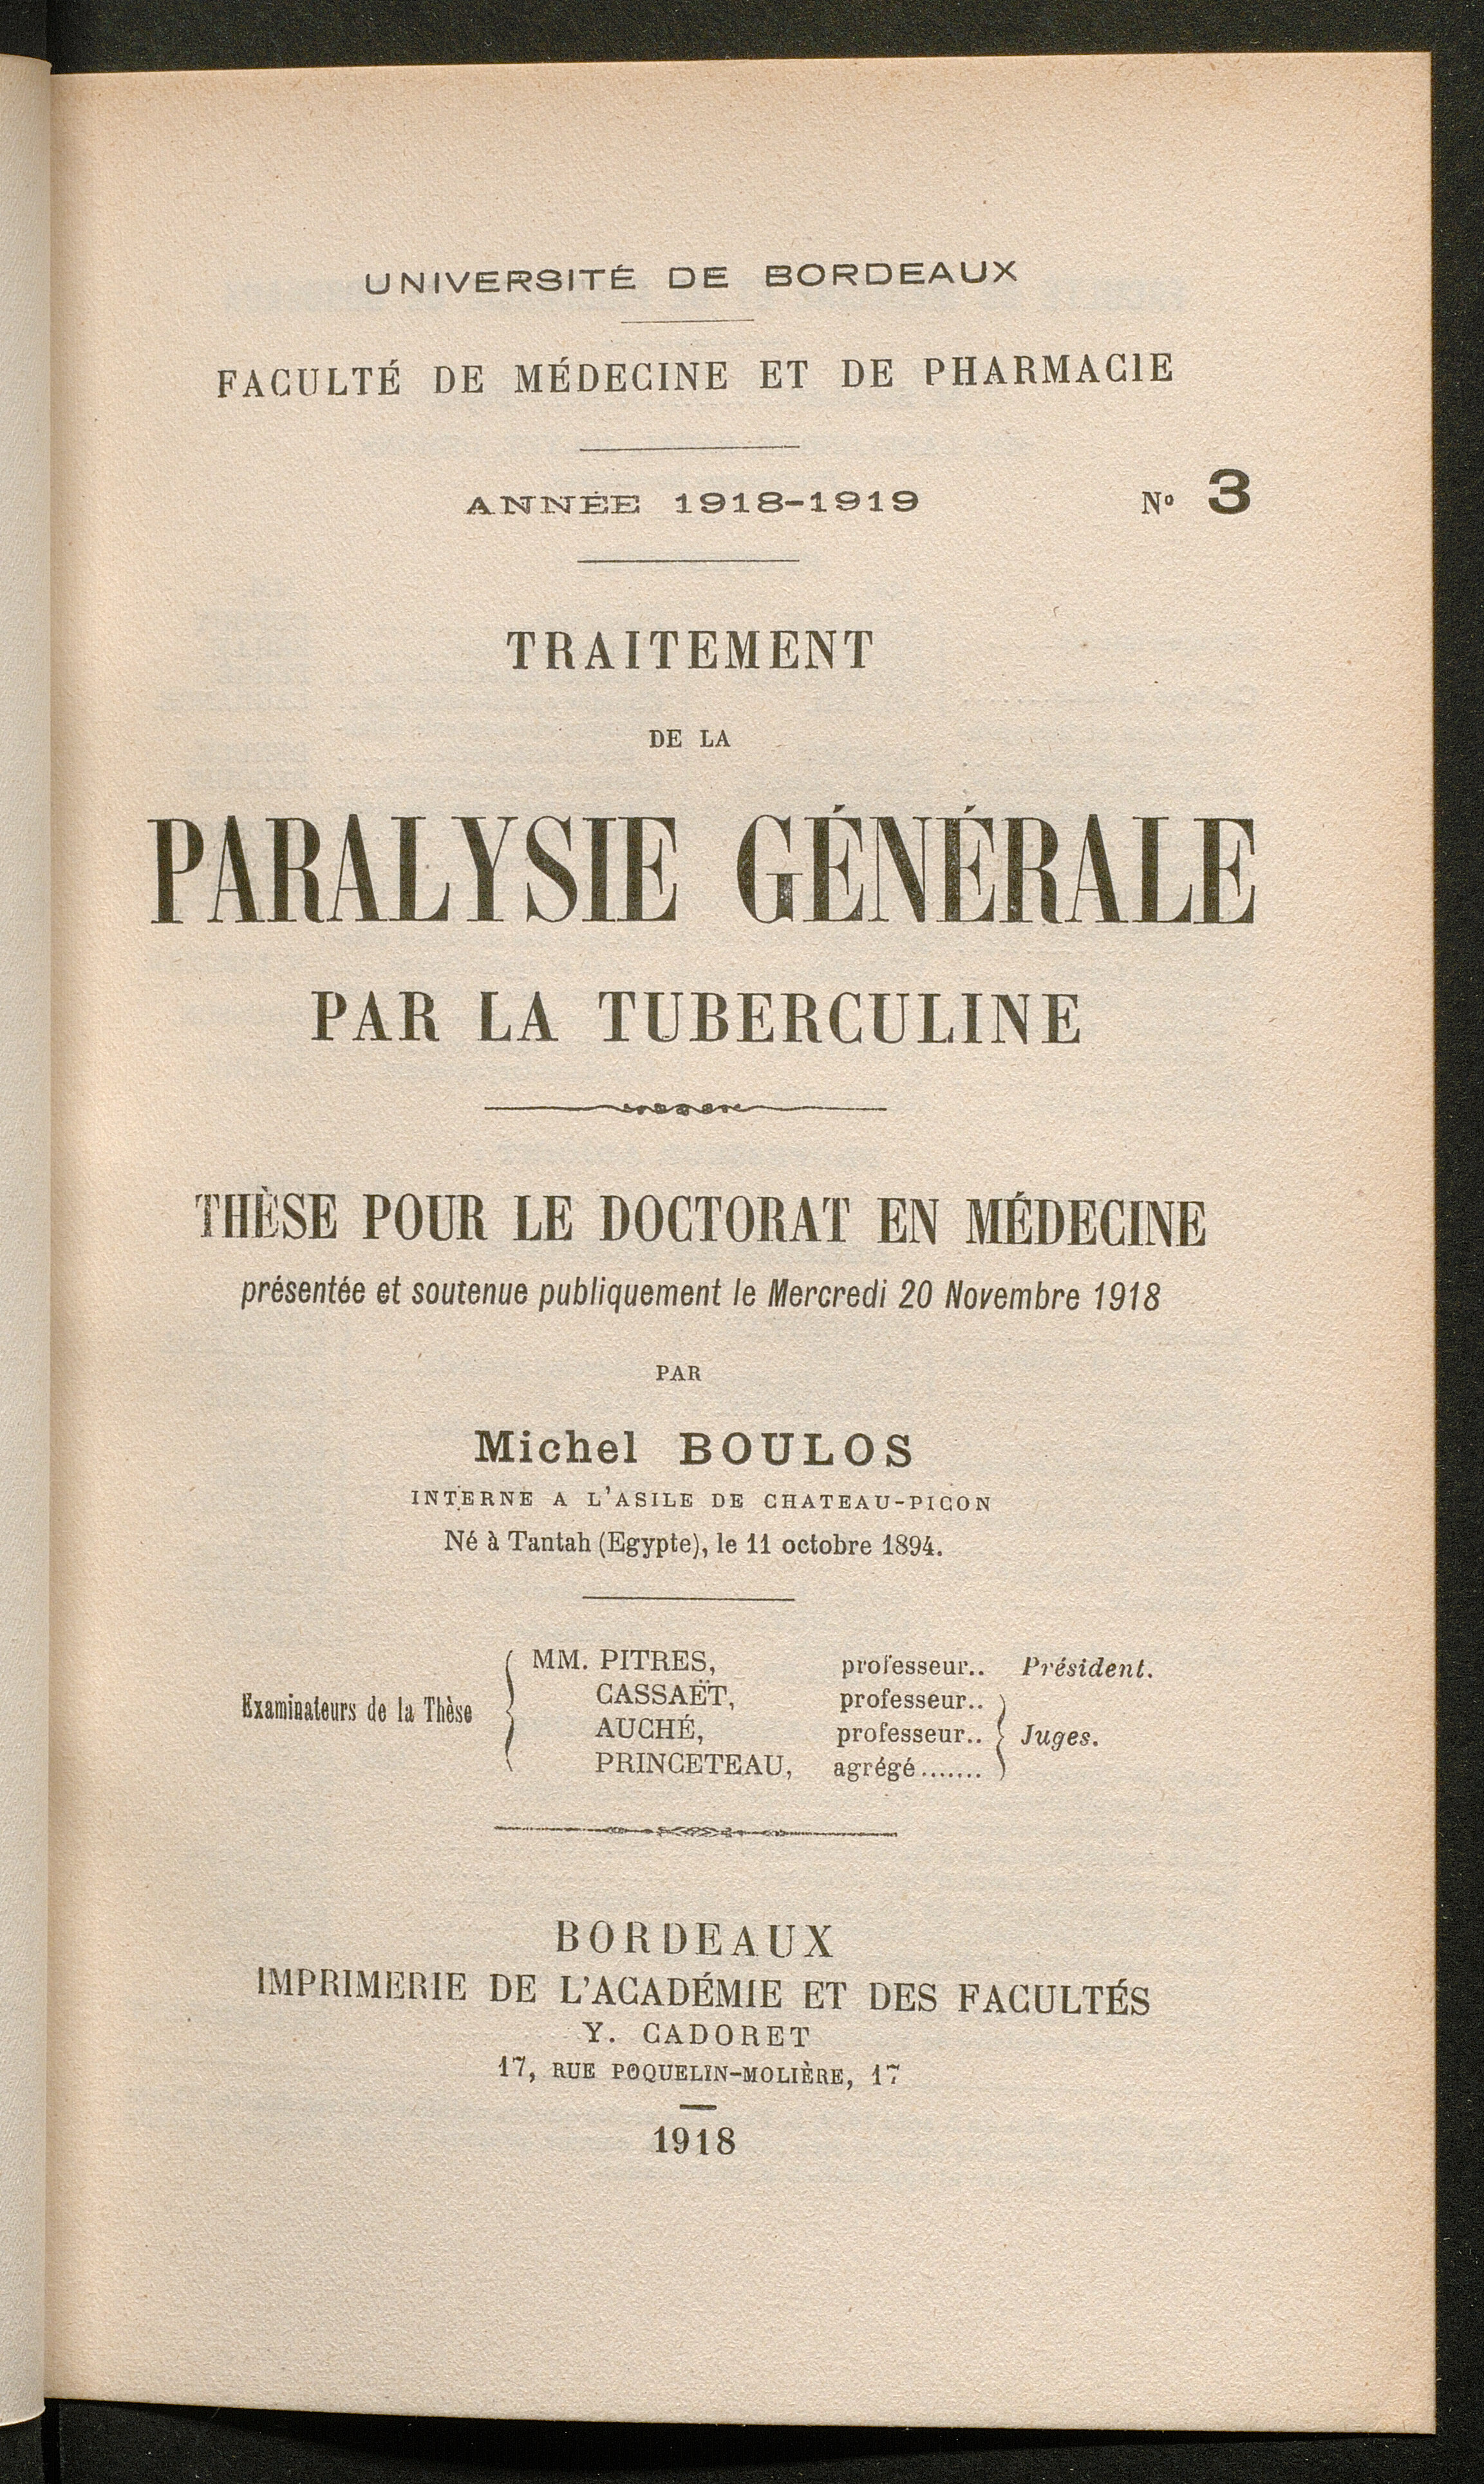 UNIVERSITÉ DE BORDEAUX
FACULTÉ DE MÉDECINE ET DE PHARMACIE
ANNÉE 1918-1919 Nº 3
TRAITEMENT
DE LA
PARALYSIE GÉNÉRALE
PAR LA TUBERCULINE
THÈSE POUR LE DOCTORAT EN MÉDECINE
présentée et soutenue publiquement le Mercredi 20 Novembre 1918
PAR
Michel BOULOS
INTERNE A L'ASILE DE CHATEAU-PICON
Né à Tantah (Egypte), le 11 octobre 1894.
Examinateurs de la Thèse
MM. PITRES, professeur.. Président.
CASSAËT, professeur..
AUCHÉ, professeur.. Juges.
PRINCETEAU, agrégé.......
BORDEAUX
IMPRIMERIE DE L'ACADÉMIE ET DES FACULTÉS
Y. CADORET
17, RUE POQUELIN-MOLIÈRE, 17
1918